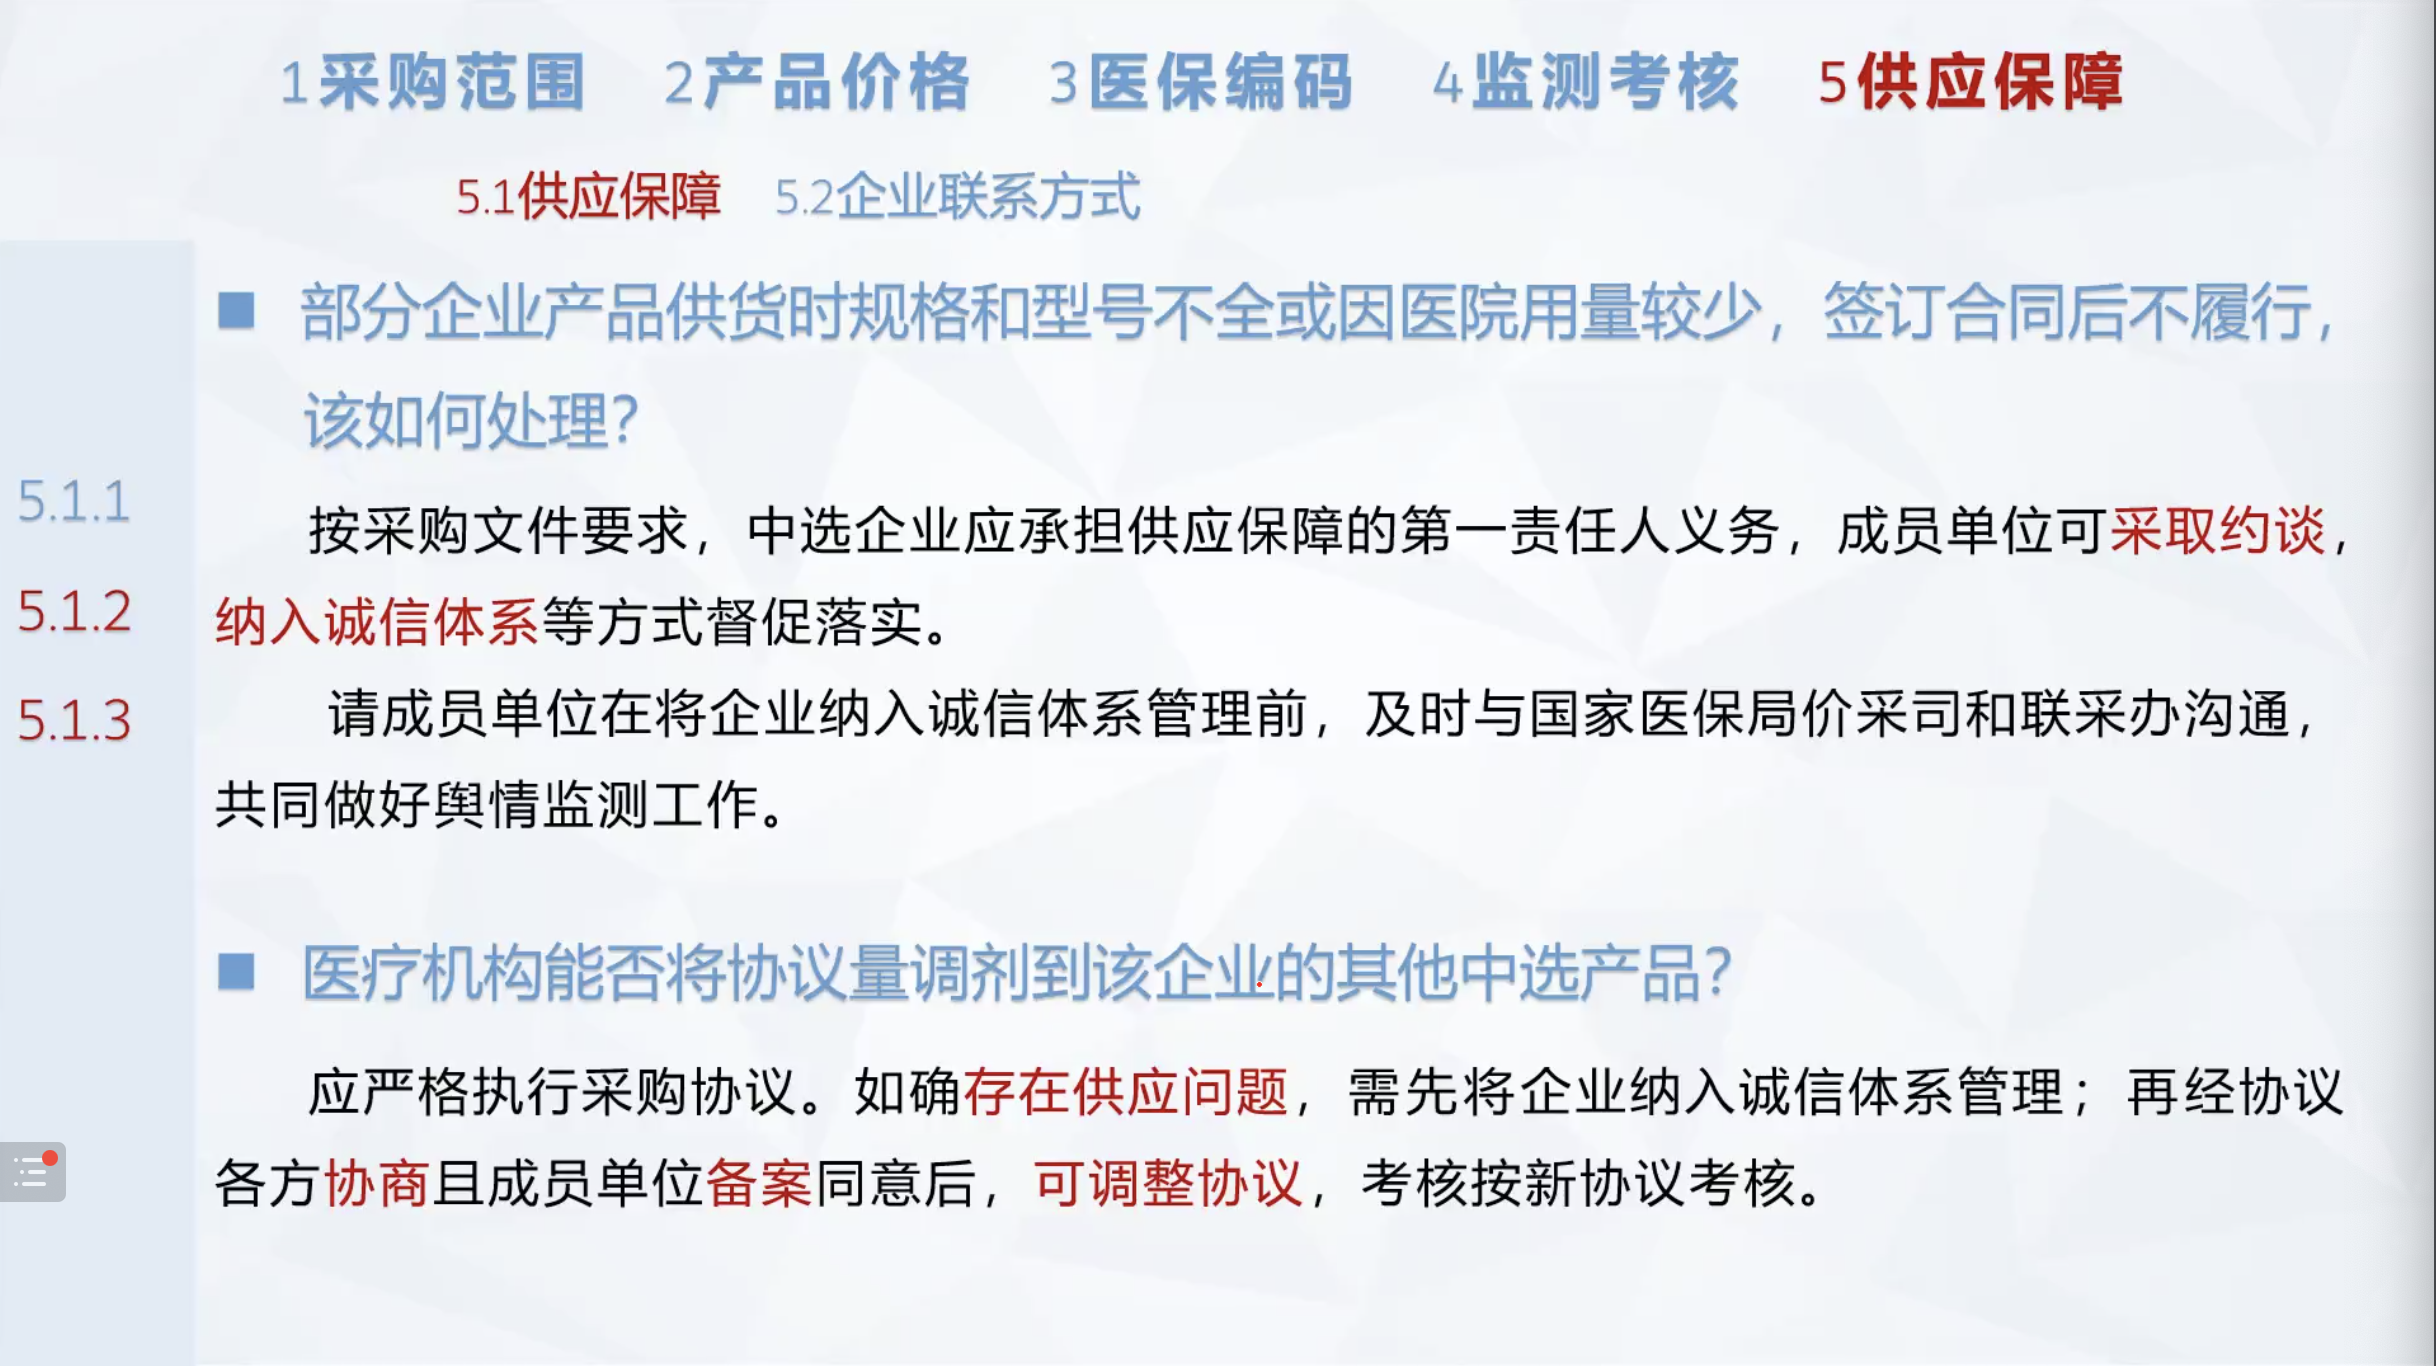 1采购范围 2产品价格 3医保编码 4监测考核 5供应保障
5.1供应保障 5.2企业联系方式
■ 部分企业产品供货时规格和型号不全或因医院用量较少，签订合同后不履行，
该如何处理？
5.1.1
按采购文件要求，中选企业应承担供应保障的第一责任人义务，成员单位可采取约谈，
5.1.2
纳入诚信体系等方式督促落实。
5.1.3
请成员单位在将企业纳入诚信体系管理前，及时与国家医保局价采司和联采办沟通，
共同做好舆情监测工作。
■ 医疗机构能否将协议量调剂到该企业的其他中选产品？
应严格执行采购协议。如确存在供应问题，需先将企业纳入诚信体系管理；再经协议
各方协商且成员单位备案同意后，可调整协议，考核按新协议考核。